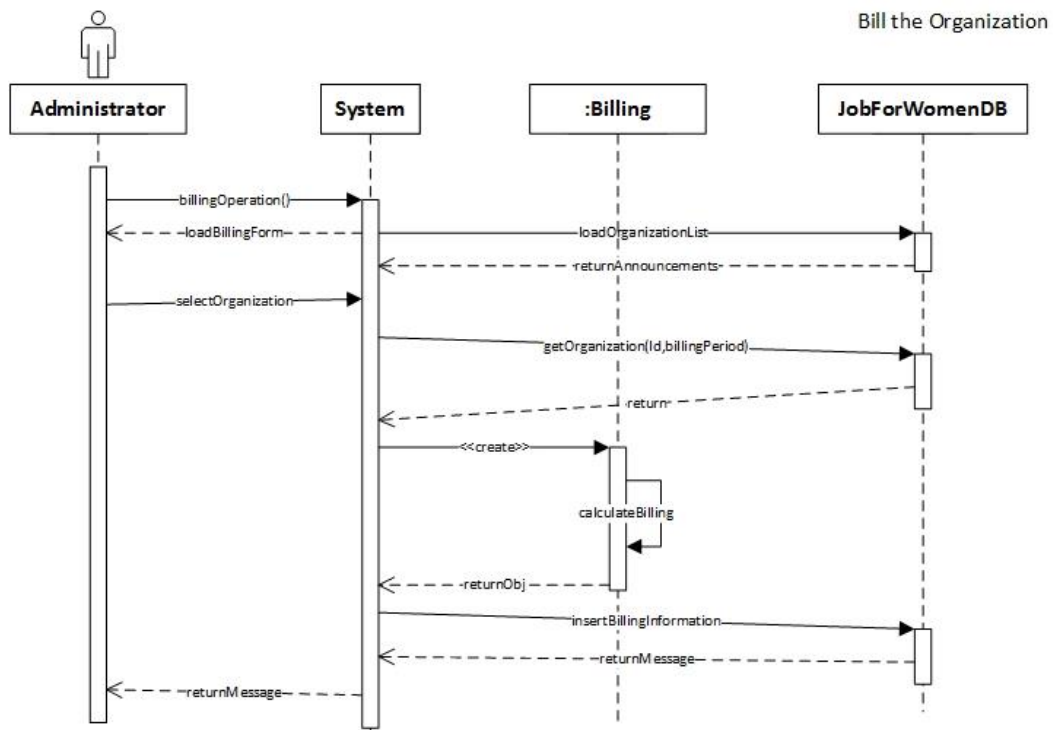 Bill the Organization
Administrator
System
:Billing
JobForWomenDB
billingOperation()
loadBillingForm
loadOrganizationList
returnAnnouncements
selectOrganization
getOrganization(Id,billingPeriod)
return
<<create>>
calculateBilling
returnObj
insertBillingInformation
returnMessage
returnMessage